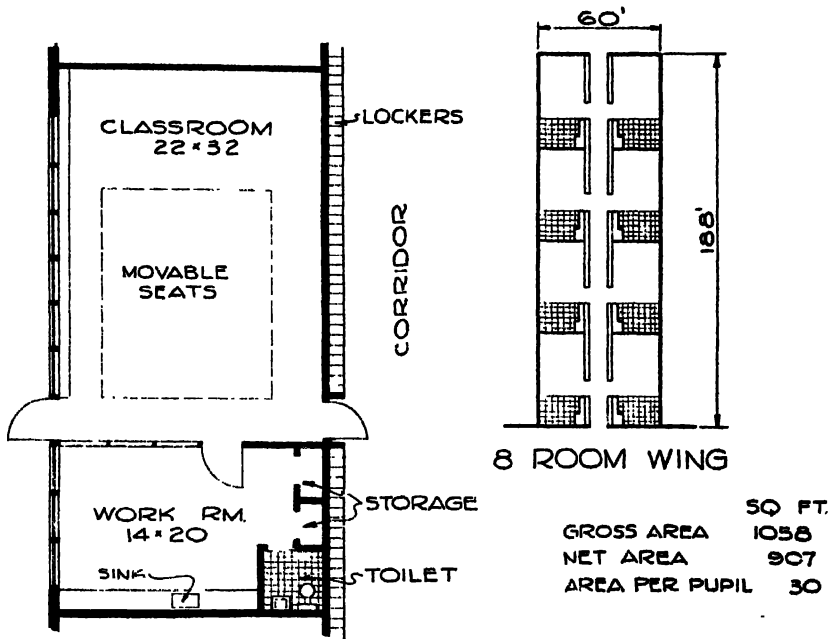 CLASSROOM
22 × 32
LOCKERS
MOVABLE
SEATS
CORRIDOR
WORK RM.
14 × 20
SINK
STORAGE
TOILET
60'
188'
8 ROOM WING
SQ FT.
GROSS AREA 1058
NET AREA 907
AREA PER PUPIL 30